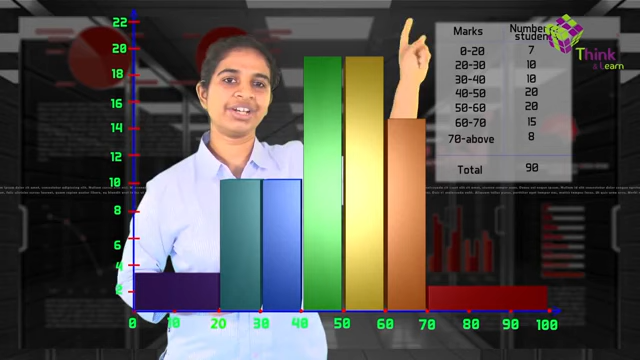 Marks Number of students
0-20 7
20-30 10
30-40 10
40-50 20
50-60 20
60-70 15
70-above 8
Total 90
Think
& Learn
22
20
18
16
14
12
10
8
6
4
2
0 10 20 30 40 50 60 70 80 90 100